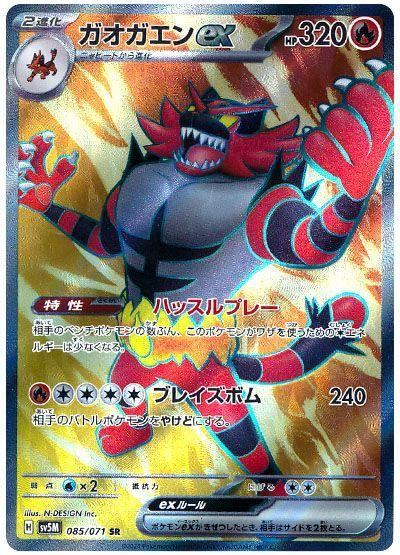 2進化 ガオガエンex HP320
ニャヒートから進化
特性 ハッスルプレー
相手のベンチポケモンの数ぶん、このポケモンがワザを使うためのエネ
ルギーは少なくなる。
ブレイズボム 240
相手のバトルポケモンをやけどにする。
弱点 ×2 抵抗力 にげる
Illus. N-DESIGN Inc.
exルール
ポケモンexがきぜつしたとき、相手はサイドを2枚とる。
H sv5M 085/071 SR